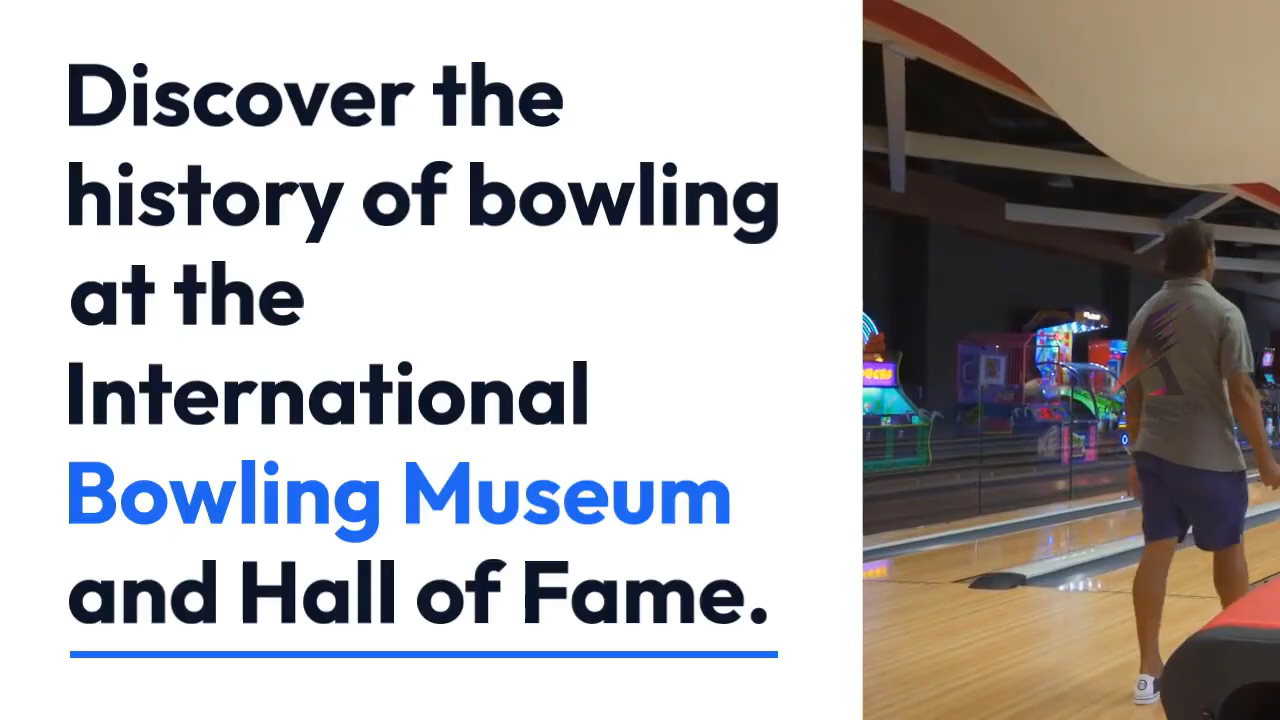 Discover the
history of bowling
at the
International
Bowling Museum
and Hall of Fame.